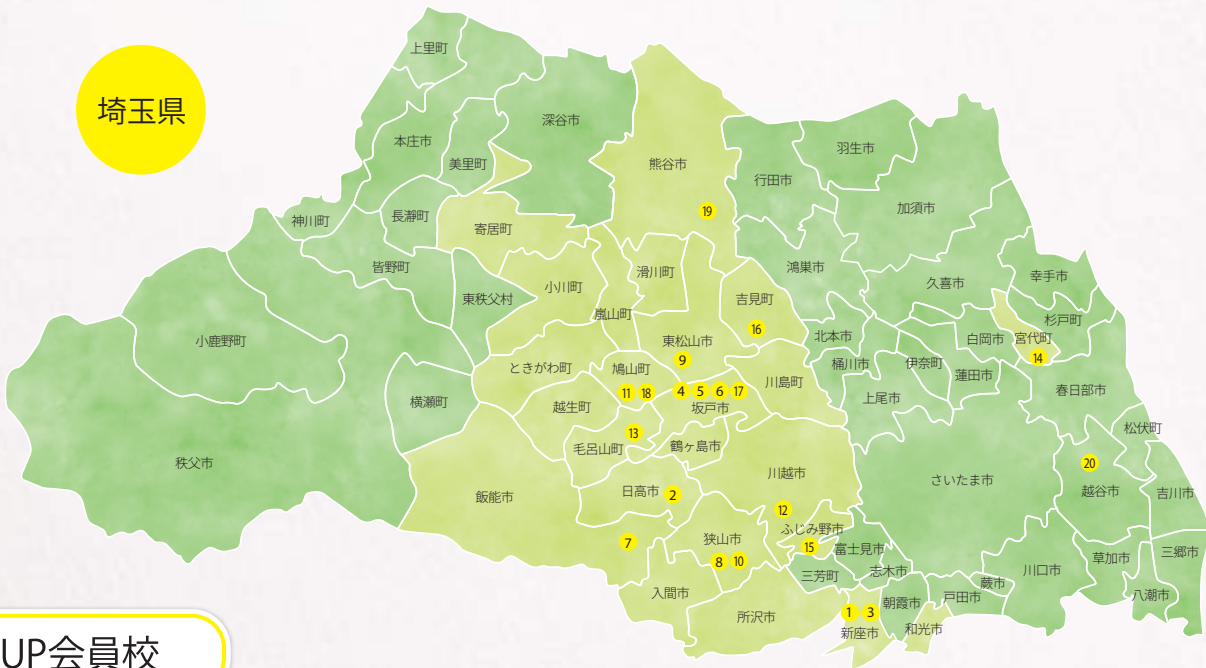 埼玉県
上里町
深谷市
本庄市
美里町
熊谷市
羽生市
行田市
加須市
19
神川町
長瀞町
寄居町
皆野町
東秩父村
小川町
滑川町
嵐山町
吉見町
16
鴻巣市
久喜市
幸手市
杉戸町
宮代町
14
白岡市
北本市
桶川市
伊奈町
蓮田市
上尾市
春日部市
松伏町
小鹿野町
東松山市
9
ときがわ町
鳩山町
11
18
4
5
6
17
坂戸市
川島町
横瀬町
越生町
13
毛呂山町
鶴ヶ島市
秩父市
飯能市
日高市
2
川越市
12
さいたま市
20
越谷市
吉川市
ふじみ野市
15
7
狭山市
8
10
富士見市
三芳町
志木市
川口市
草加市
三郷市
八潮市
蕨市
戸田市
入間市
所沢市
1
3
新座市
朝霞市
和光市
UP会員校